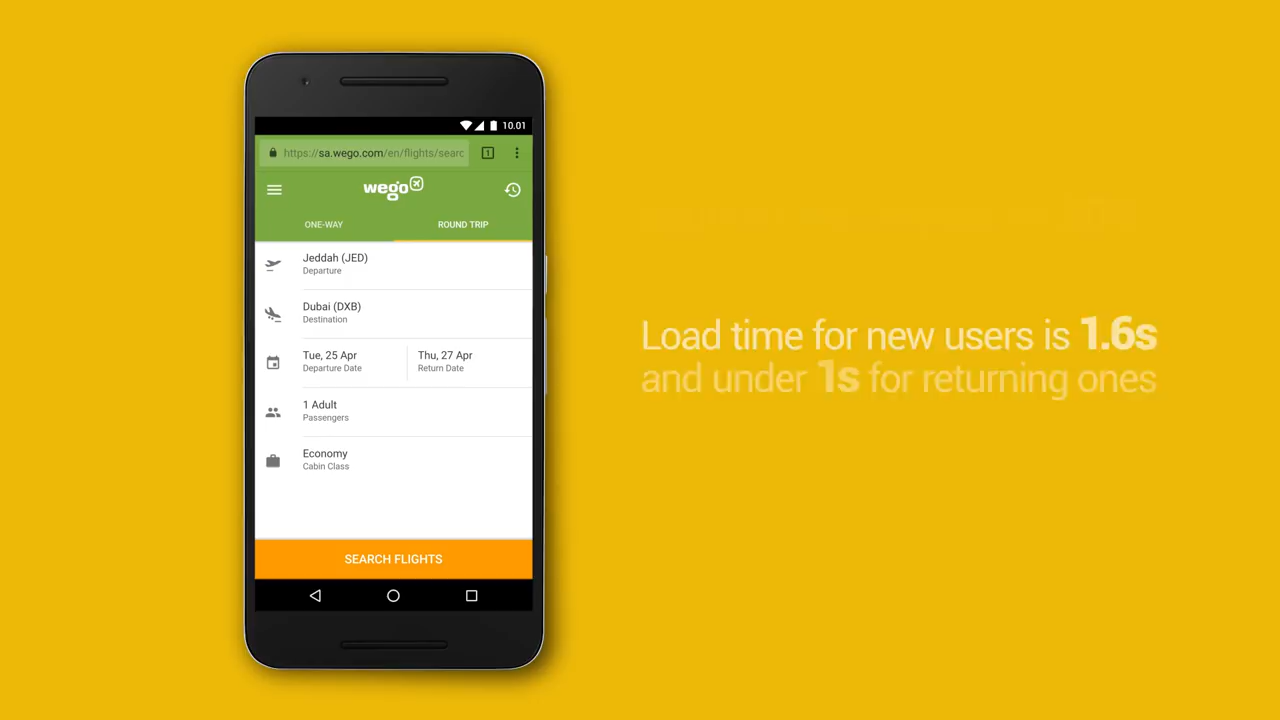 10.01
https://sa.wego.com/en/flights/searc
1
wego
ONE-WAY
ROUND TRIP
Jeddah (JED)
Departure
Dubai (DXB)
Destination
Tue, 25 Apr
Departure Date
Thu, 27 Apr
Return Date
1 Adult
Passengers
Economy
Cabin Class
SEARCH FLIGHTS
Load time for new users is 1.6s
and under 1s for returning ones